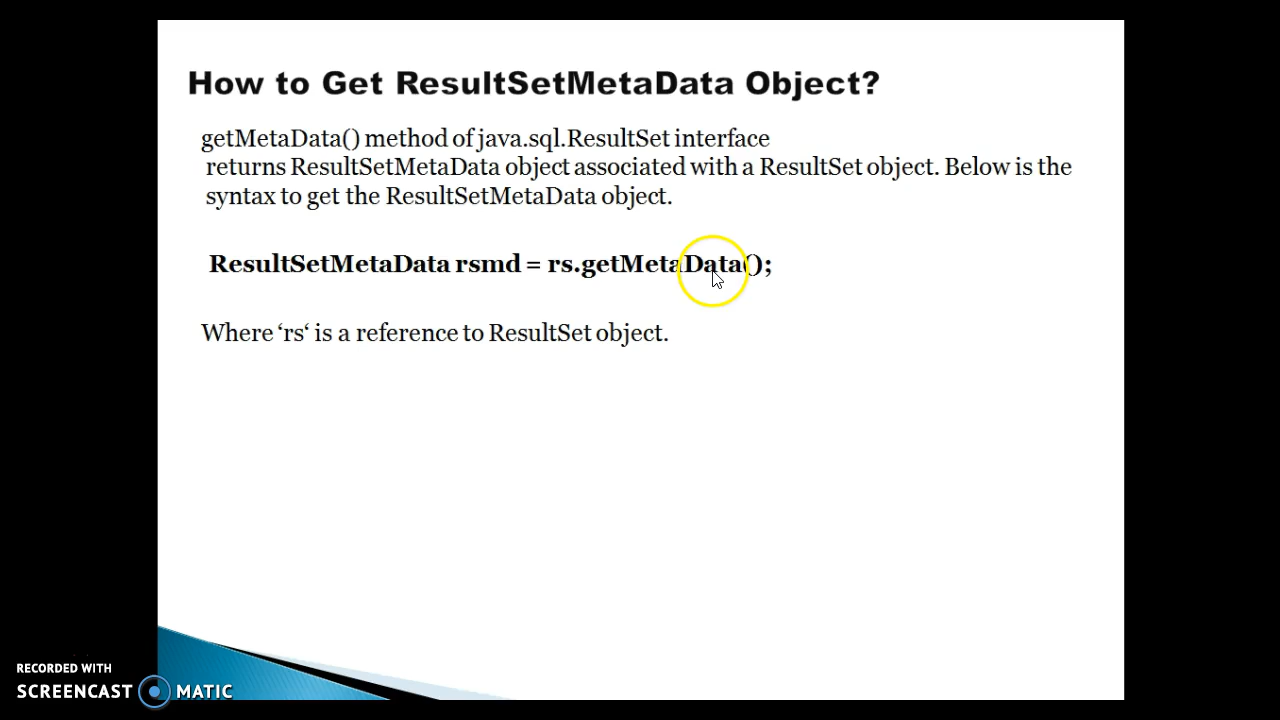 How to Get ResultSetMetaData Object?
getMetaData() method of java.sql.ResultSet interface
returns ResultSetMetaData object associated with a ResultSet object. Below is the
syntax to get the ResultSetMetaData object.
ResultSetMetaData rsmd = rs.getMetaData();
Where ‘rs‘ is a reference to ResultSet object.
RECORDED WITH
SCREENCAST MATIC